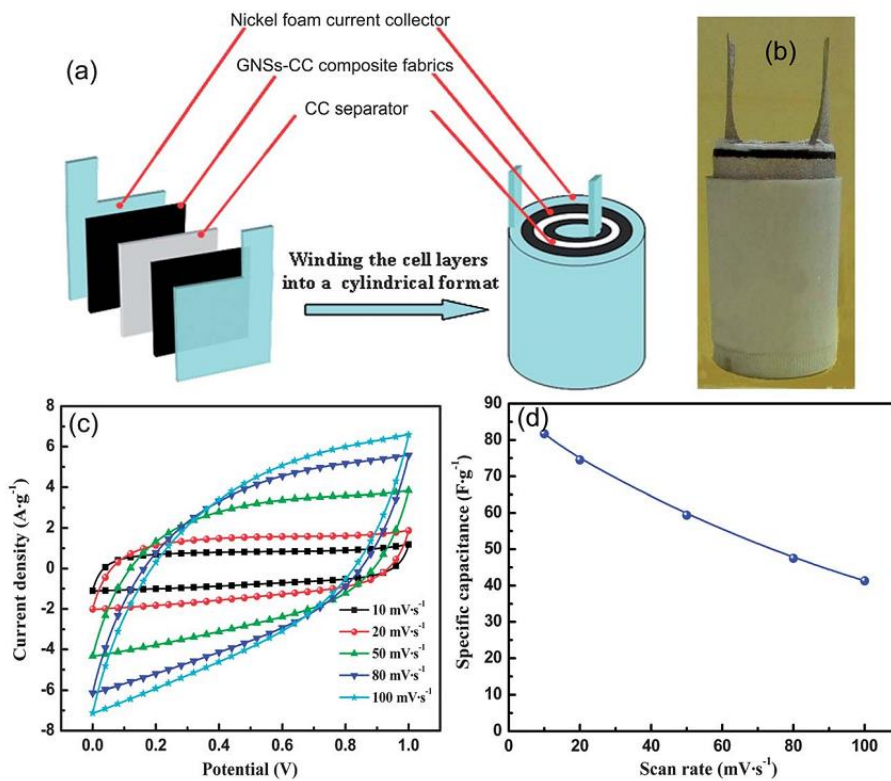 Nickel foam current collector
(a)
GNSs-CC composite fabrics
CC separator
Winding the cell layers
into a cylindrical format
(b)
(c)
Current density (A·g⁻¹)
8
6
4
2
0
-2
-4
-6
-8
10 mV·s⁻¹
20 mV·s⁻¹
50 mV·s⁻¹
80 mV·s⁻¹
100 mV·s⁻¹
0.0 0.2 0.4 0.6 0.8 1.0
Potential (V)
(d)
Specific capacitance (F·g⁻¹)
90
80
70
60
50
40
30
20
10
0
0 20 40 60 80 100
Scan rate (mV·s⁻¹)